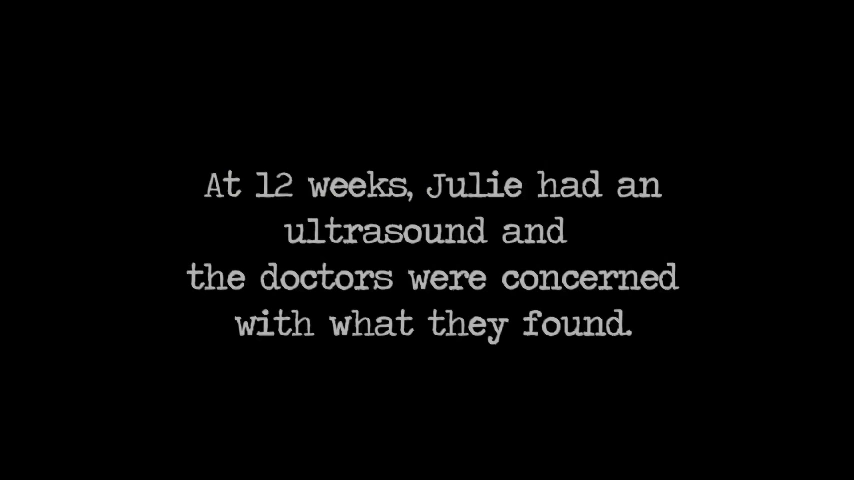 At 12 weeks, Julie had an
ultrasound and
the doctors were concerned
with what they found.